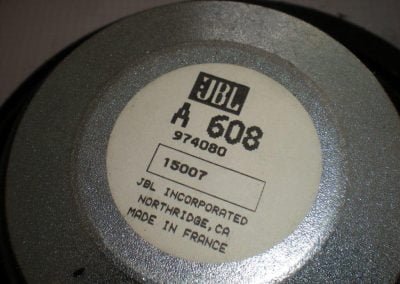 JBL
A 608
974080
15007
JBL INCORPORATED
NORTHRIDGE, CA
MADE IN FRANCE